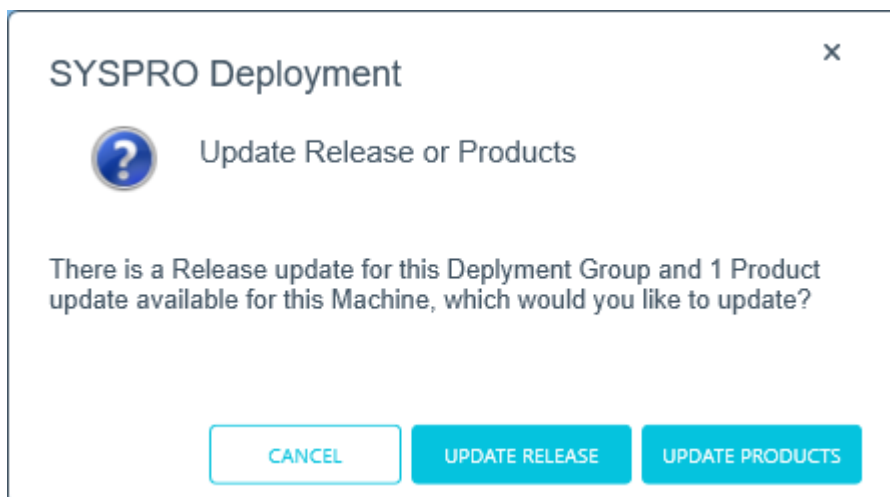 SYSPRO Deployment
Update Release or Products
There is a Release update for this Deplyment Group and 1 Product
update available for this Machine, which would you like to update?
CANCEL
UPDATE RELEASE
UPDATE PRODUCTS